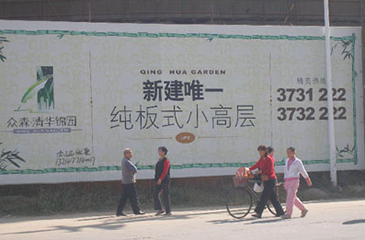 QING HUA GARDEN
新建唯一
纯板式小高层
众森·清华锦园
3731 222
3732 222